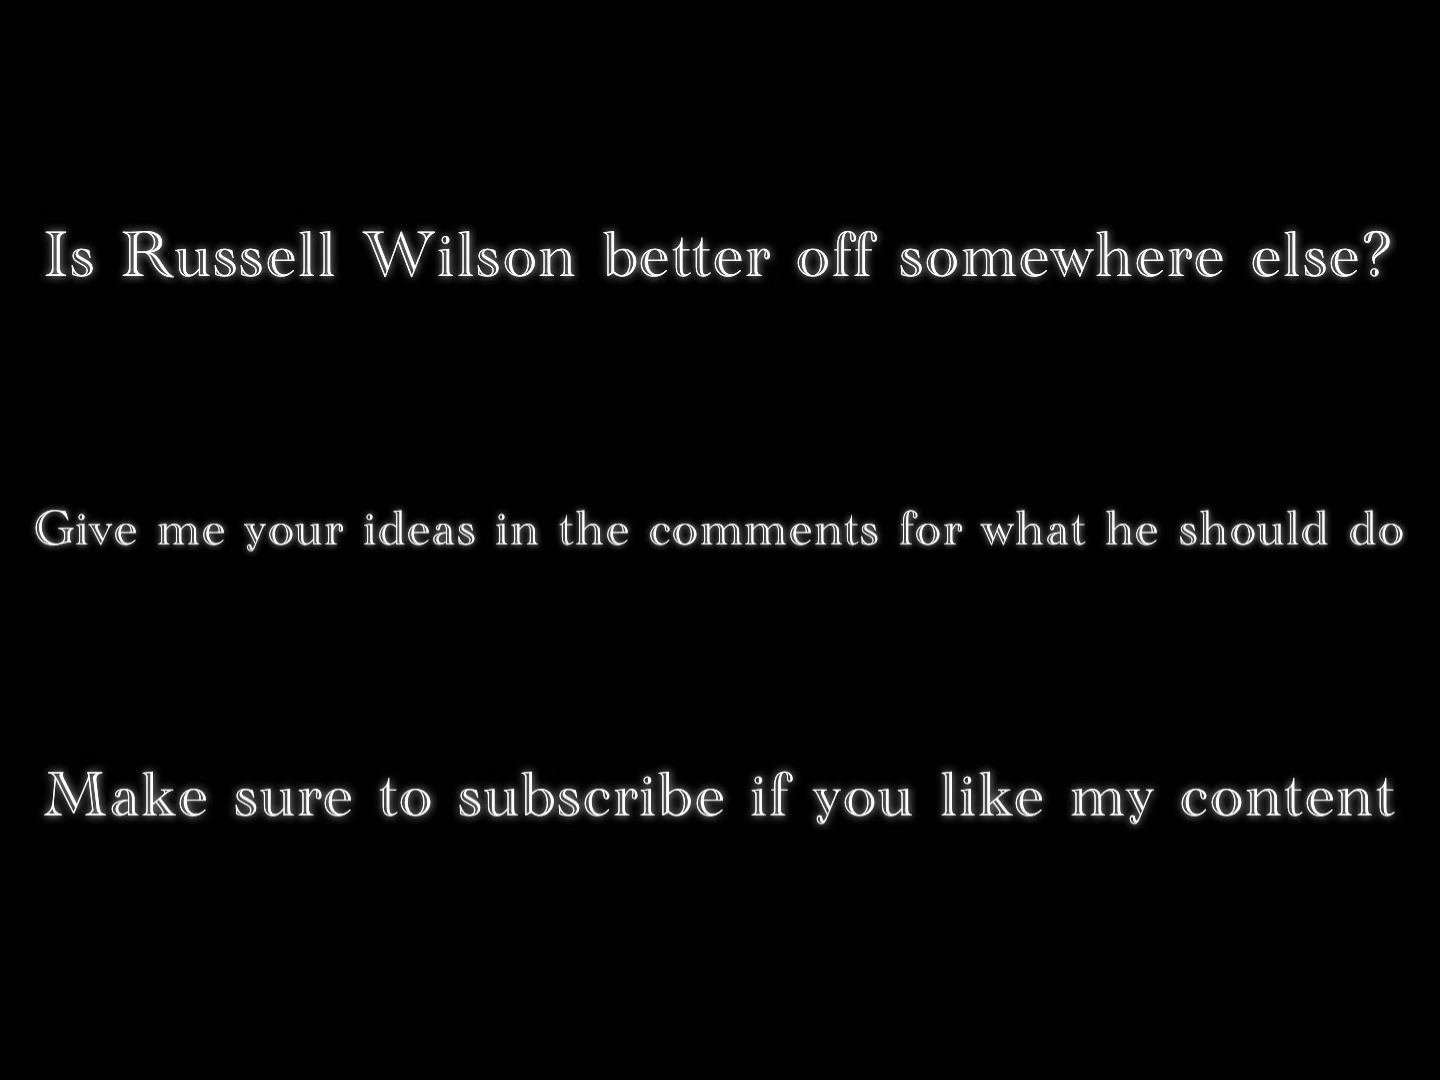 Is Russell Wilson better off somewhere else?
Give me your ideas in the comments for what he should do
Make sure to subscribe if you like my content